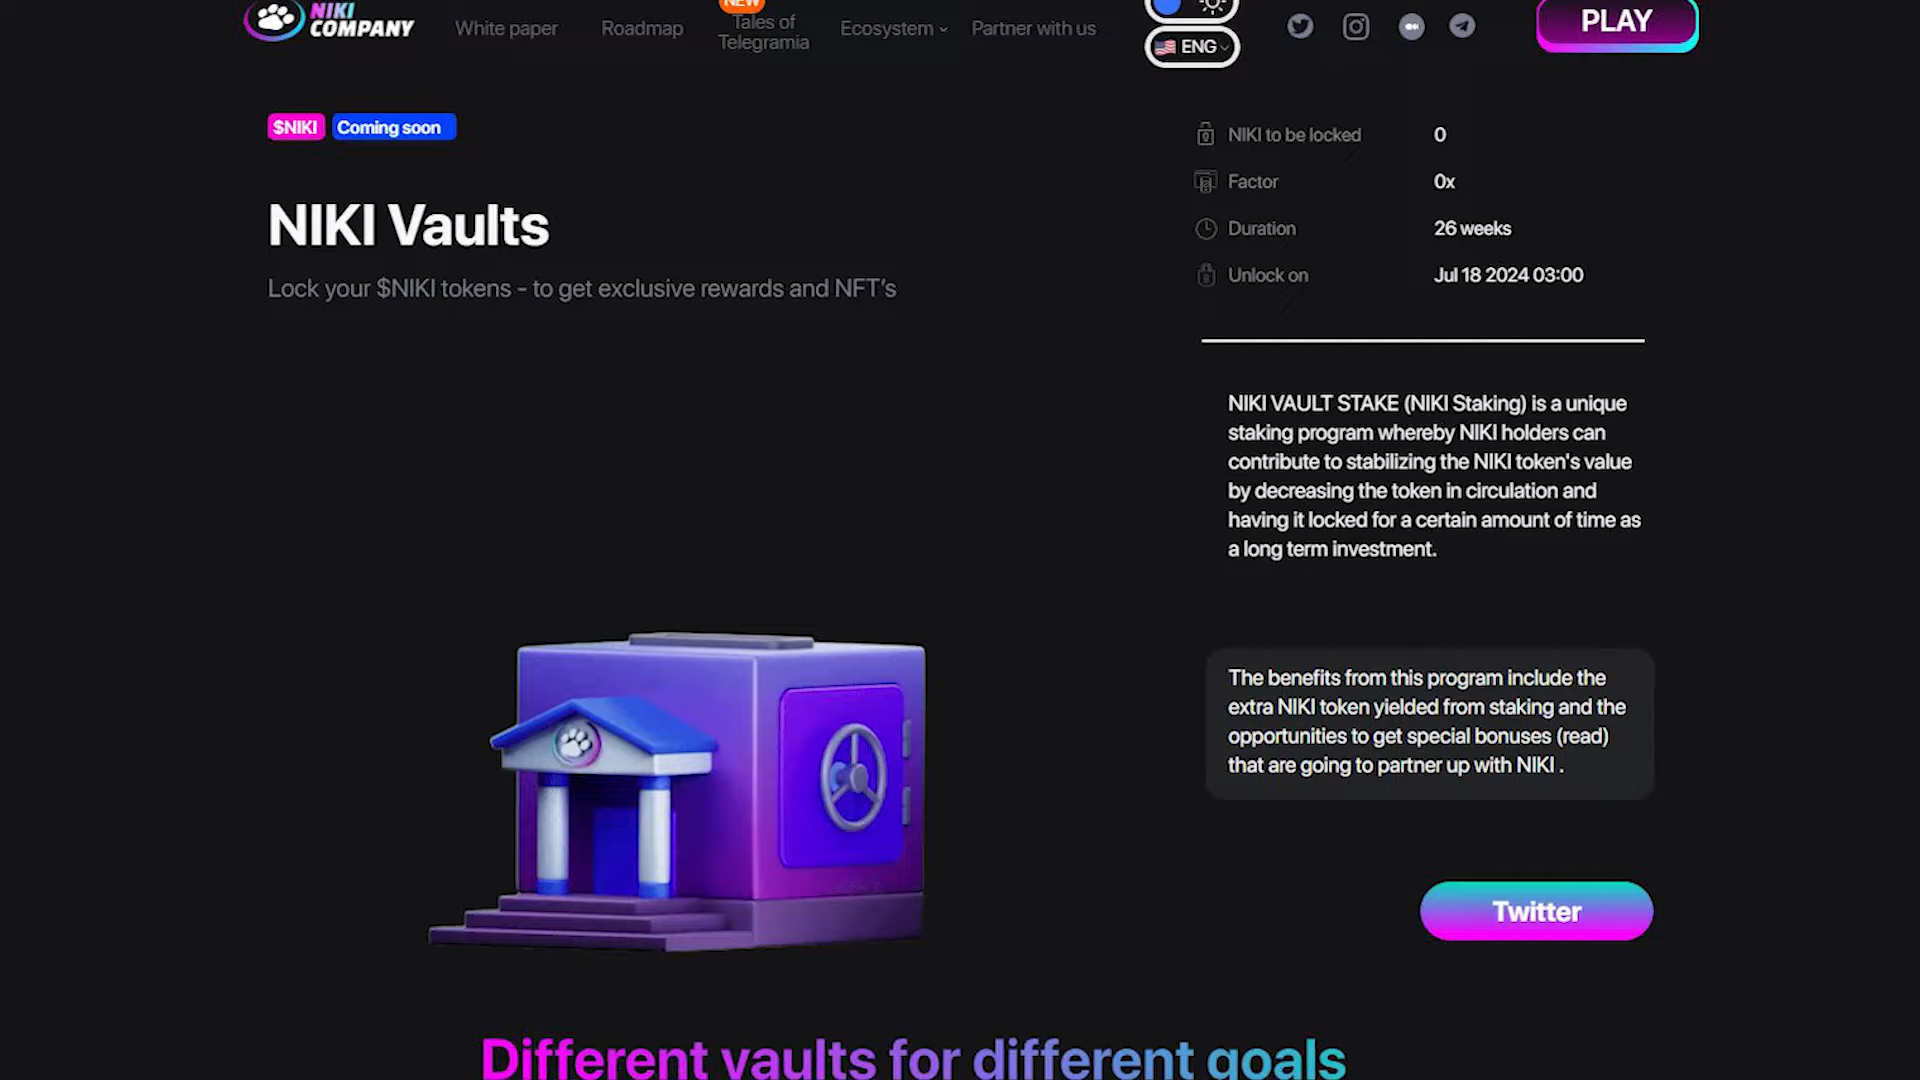 NIKI
COMPANY
White paper
Roadmap
NEW
Tales of
Telegramia
Ecosystem
Partner with us
ENG
PLAY
$NIKI
Coming soon
NIKI Vaults
Lock your $NIKI tokens - to get exclusive rewards and NFT’s
NIKI to be locked 0
Factor 0x
Duration 26 weeks
Unlock on Jul 18 2024 03:00
NIKI VAULT STAKE (NIKI Staking) is a unique
staking program whereby NIKI holders can
contribute to stabilizing the NIKI token's value
by decreasing the token in circulation and
having it locked for a certain amount of time as
a long term investment.
The benefits from this program include the
extra NIKI token yielded from staking and the
opportunities to get special bonuses (read)
that are going to partner up with NIKI .
Twitter
Different vaults for different goals